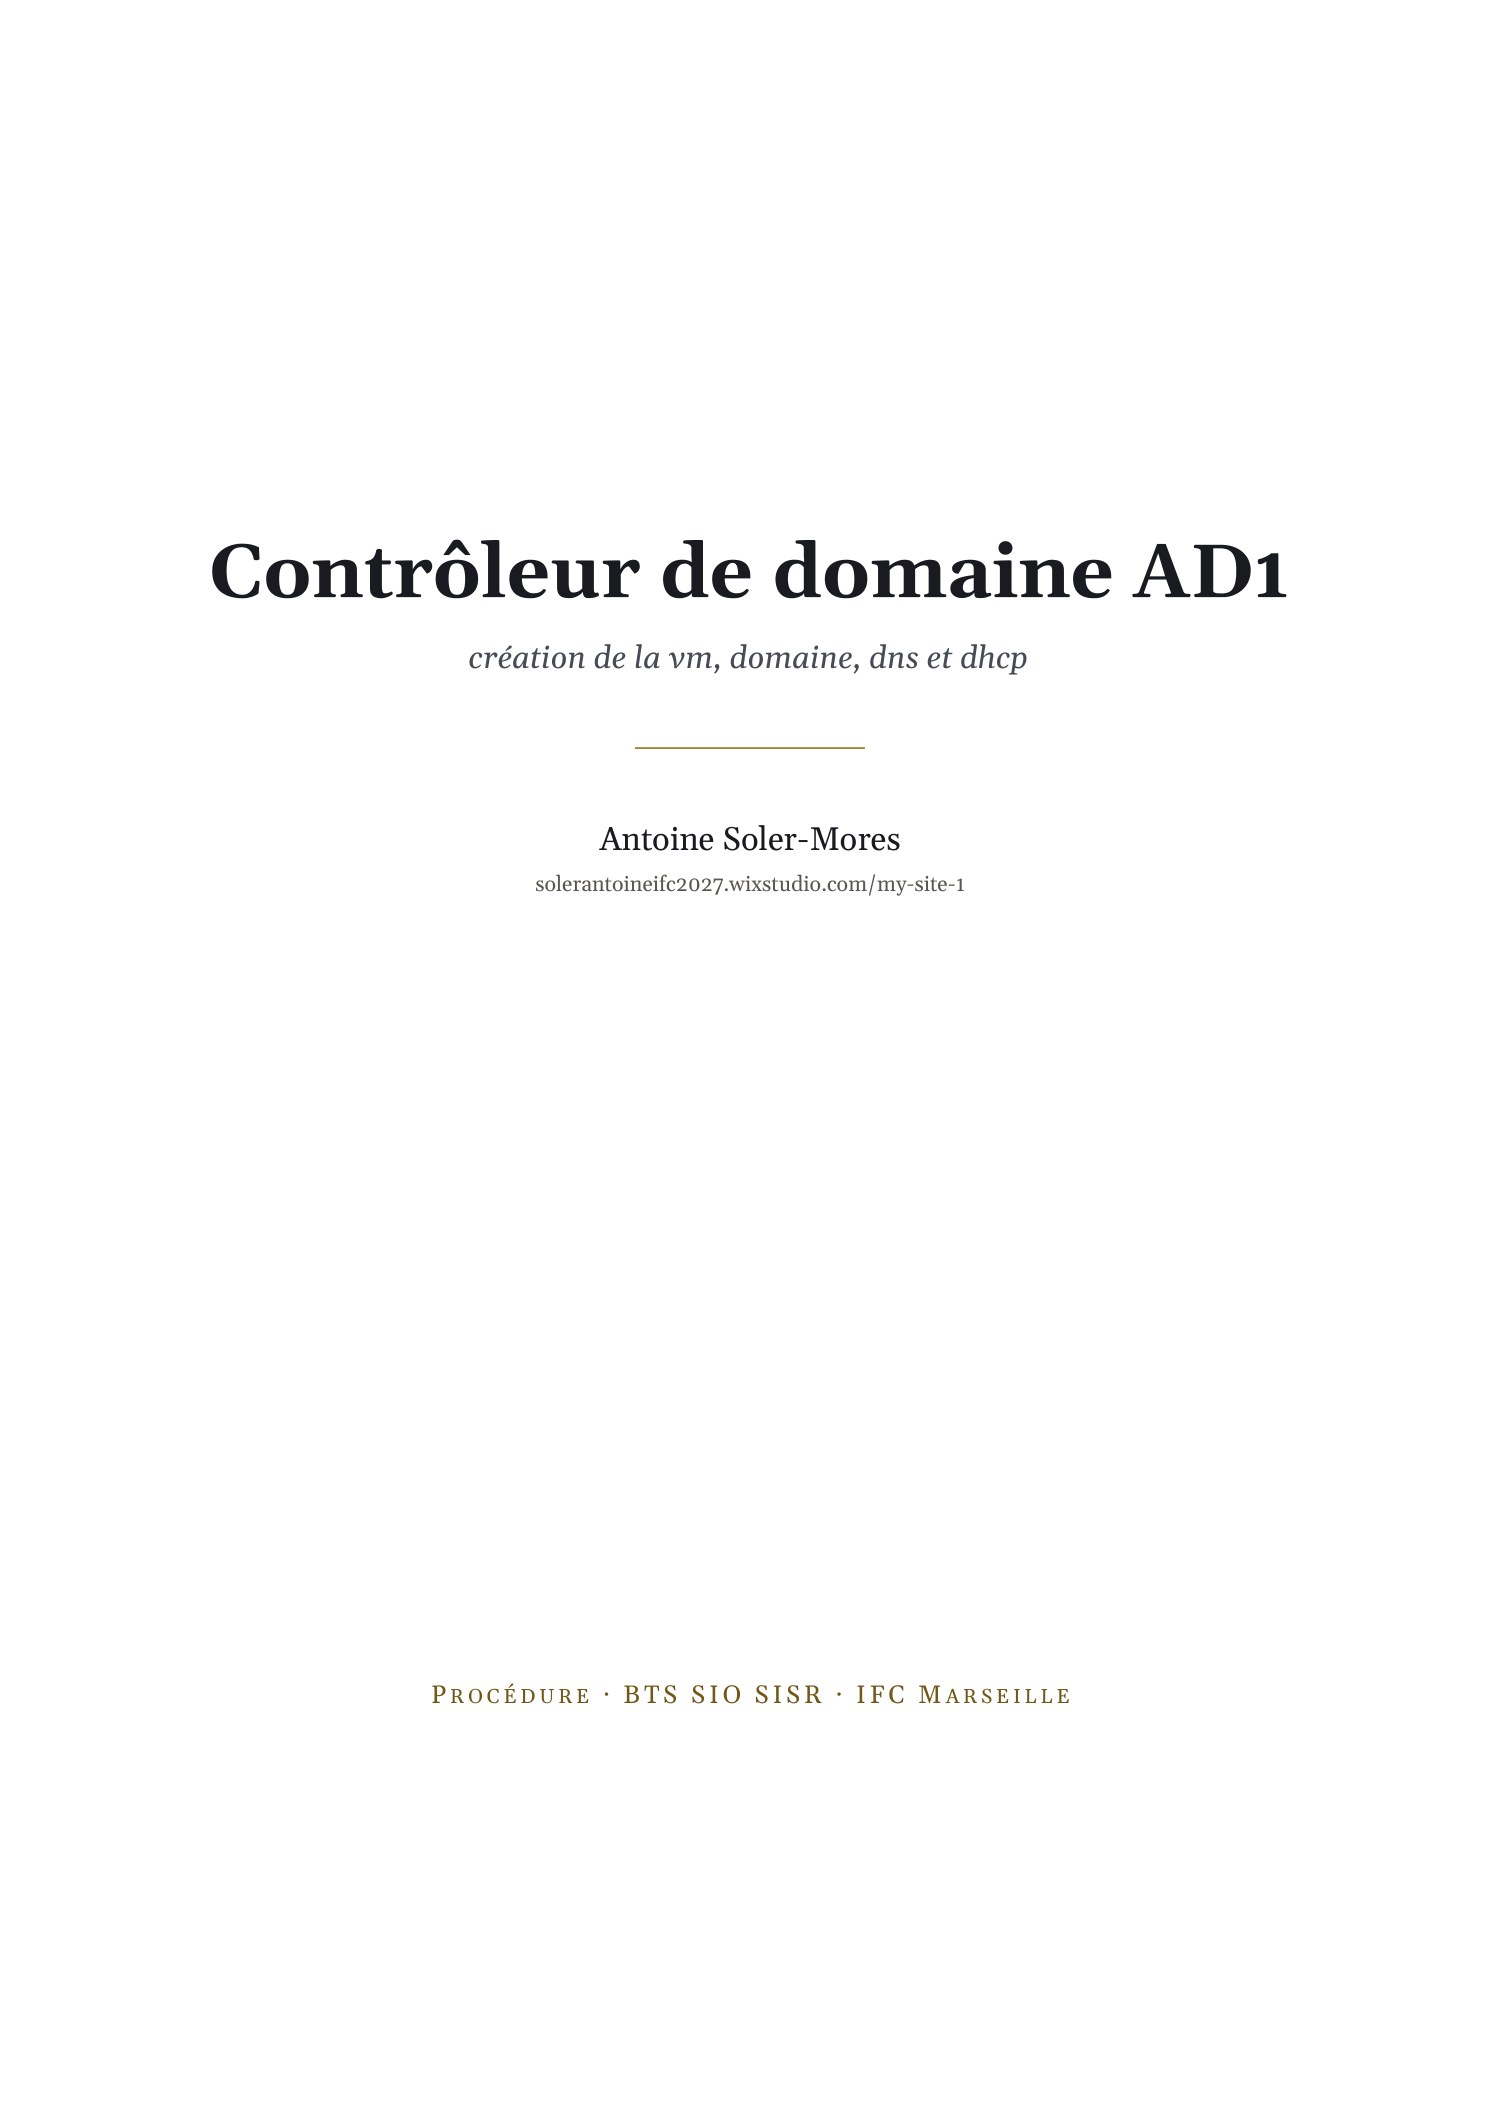 Contrôleur de domaine AD1
création de la vm, domaine, dns et dhcp
Antoine Soler-Mores
solerantoineifc2027.wixstudio.com/my-site-1
Procédure · BTS SIO SISR · IFC Marseille